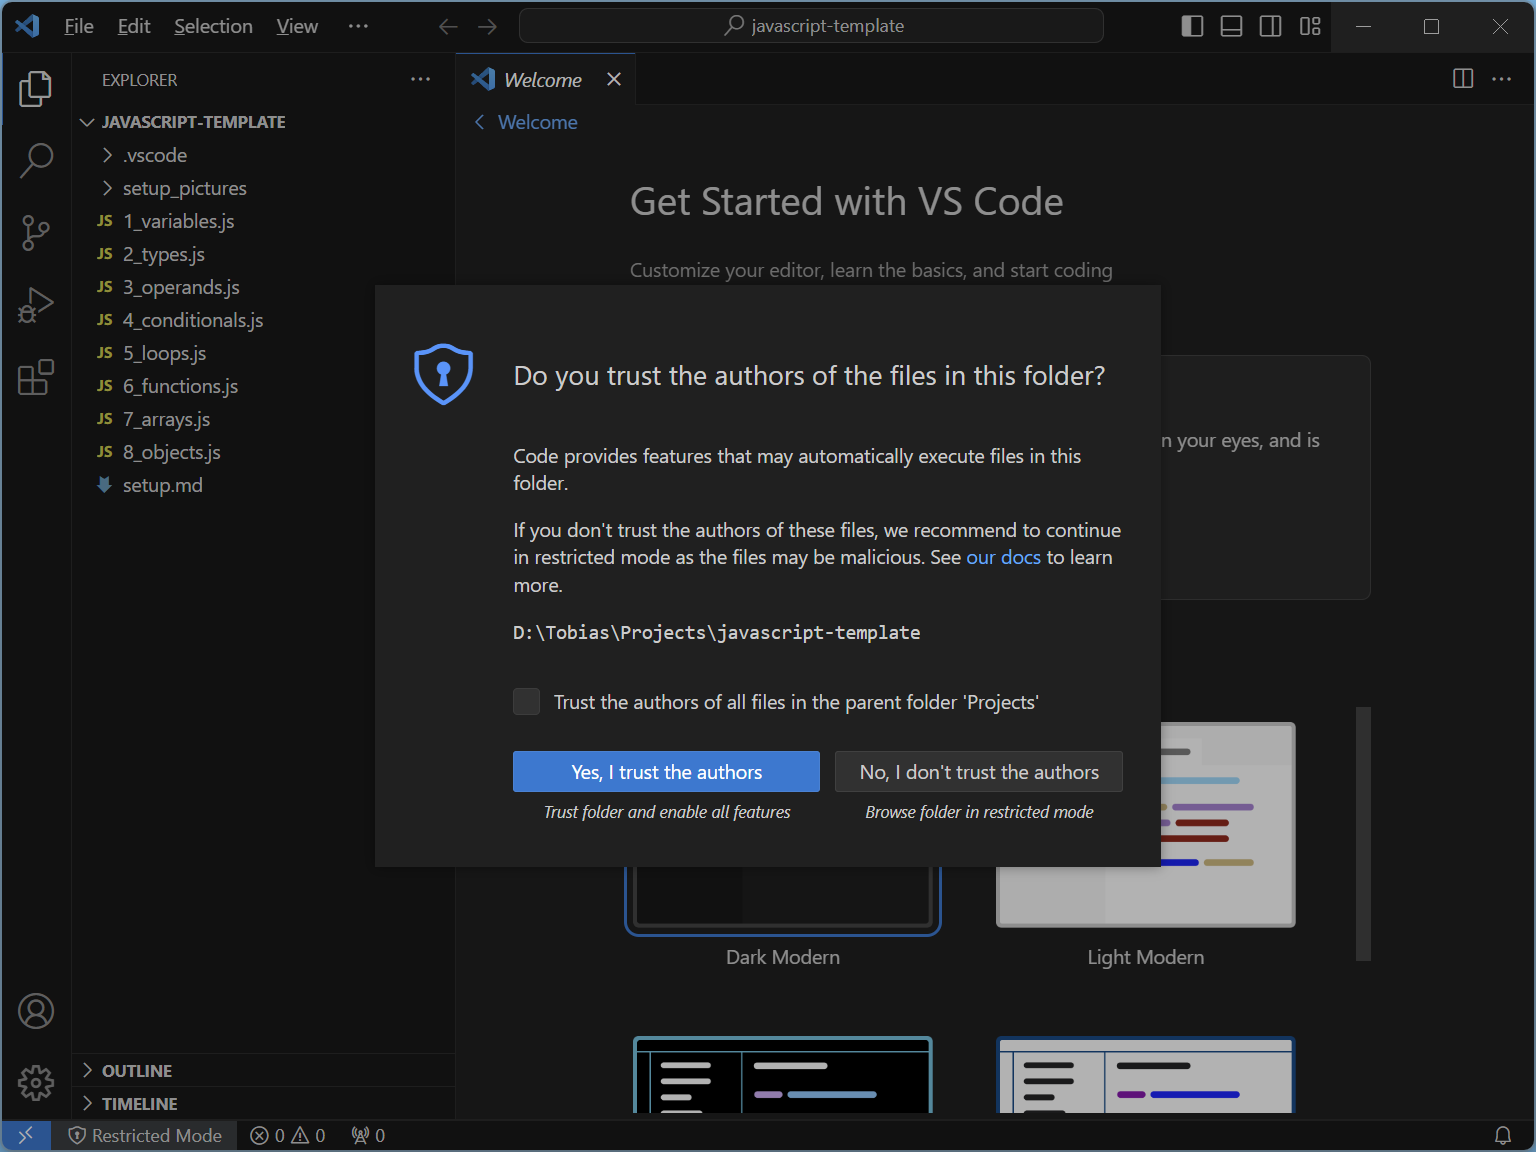 File Edit Selection View ···
javascript-template
EXPLORER
Welcome
JAVASCRIPT-TEMPLATE
Welcome
.vscode
setup_pictures
JS 1_variables.js
JS 2_types.js
JS 3_operands.js
JS 4_conditionals.js
JS 5_loops.js
JS 6_functions.js
JS 7_arrays.js
JS 8_objects.js
setup.md
Get Started with VS Code
Customize your editor, learn the basics, and start coding
n your eyes, and is
Do you trust the authors of the files in this folder?
Code provides features that may automatically execute files in this
folder.
If you don't trust the authors of these files, we recommend to continue
in restricted mode as the files may be malicious. See our docs to learn
more.
D:\Tobias\Projects\javascript-template
Trust the authors of all files in the parent folder 'Projects'
Yes, I trust the authors
No, I don't trust the authors
Trust folder and enable all features
Browse folder in restricted mode
Dark Modern
Light Modern
OUTLINE
TIMELINE
Restricted Mode 0 0 0